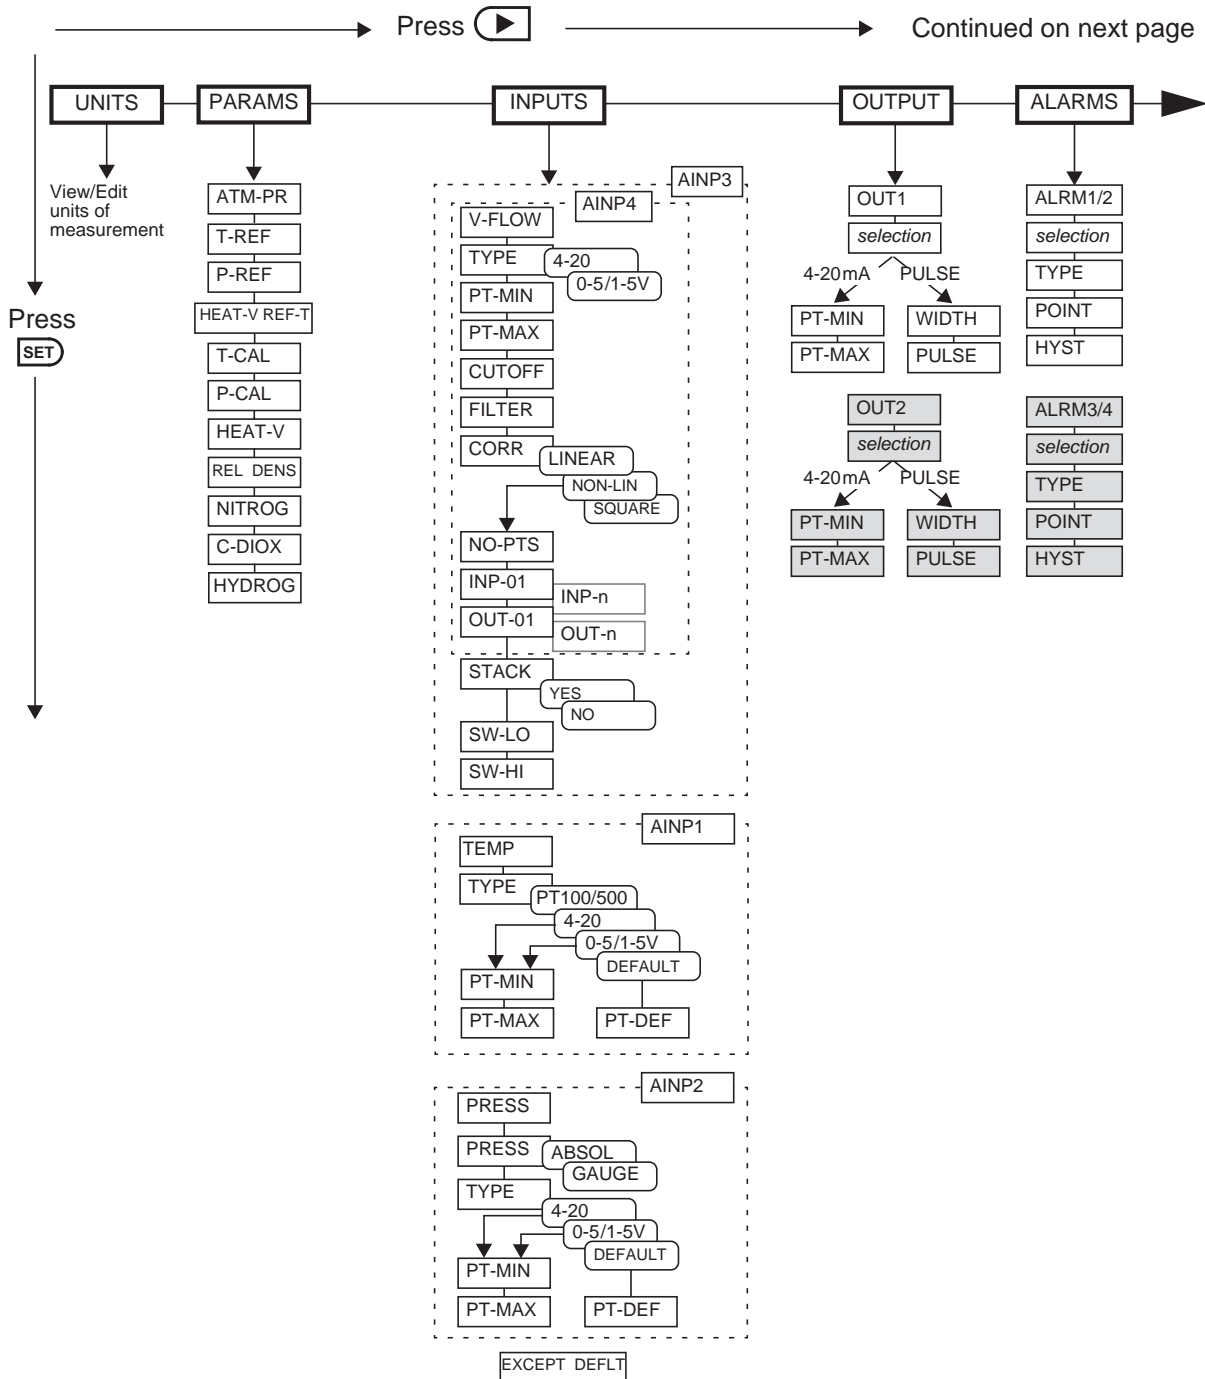 Press ▶
Continued on next page
UNITS
PARAMS
INPUTS
OUTPUT
ALARMS
Press
SET
View/Edit
units of
measurement
ATM-PR
T-REF
P-REF
HEAT-V REF-T
T-CAL
P-CAL
HEAT-V
REL DENS
NITROG
C-DIOX
HYDROG
AINP3
AINP4
V-FLOW
TYPE
4-20
0-5/1-5V
PT-MIN
PT-MAX
CUTOFF
FILTER
CORR
LINEAR
NON-LIN
SQUARE
NO-PTS
INP-01
INP-n
OUT-01
OUT-n
STACK
YES
NO
SW-LO
SW-HI
AINP1
TEMP
TYPE
PT100/500
4-20
0-5/1-5V
DEFAULT
PT-MIN
PT-MAX
PT-DEF
AINP2
PRESS
PRESS
ABSOL
GAUGE
TYPE
4-20
0-5/1-5V
DEFAULT
PT-MIN
PT-MAX
PT-DEF
EXCEPT DEFLT
OUT1
selection
4-20mA PULSE
PT-MIN WIDTH
PT-MAX PULSE
OUT2
selection
4-20mA PULSE
PT-MIN WIDTH
PT-MAX PULSE
ALRM1/2
selection
TYPE
POINT
HYST
ALRM3/4
selection
TYPE
POINT
HYST